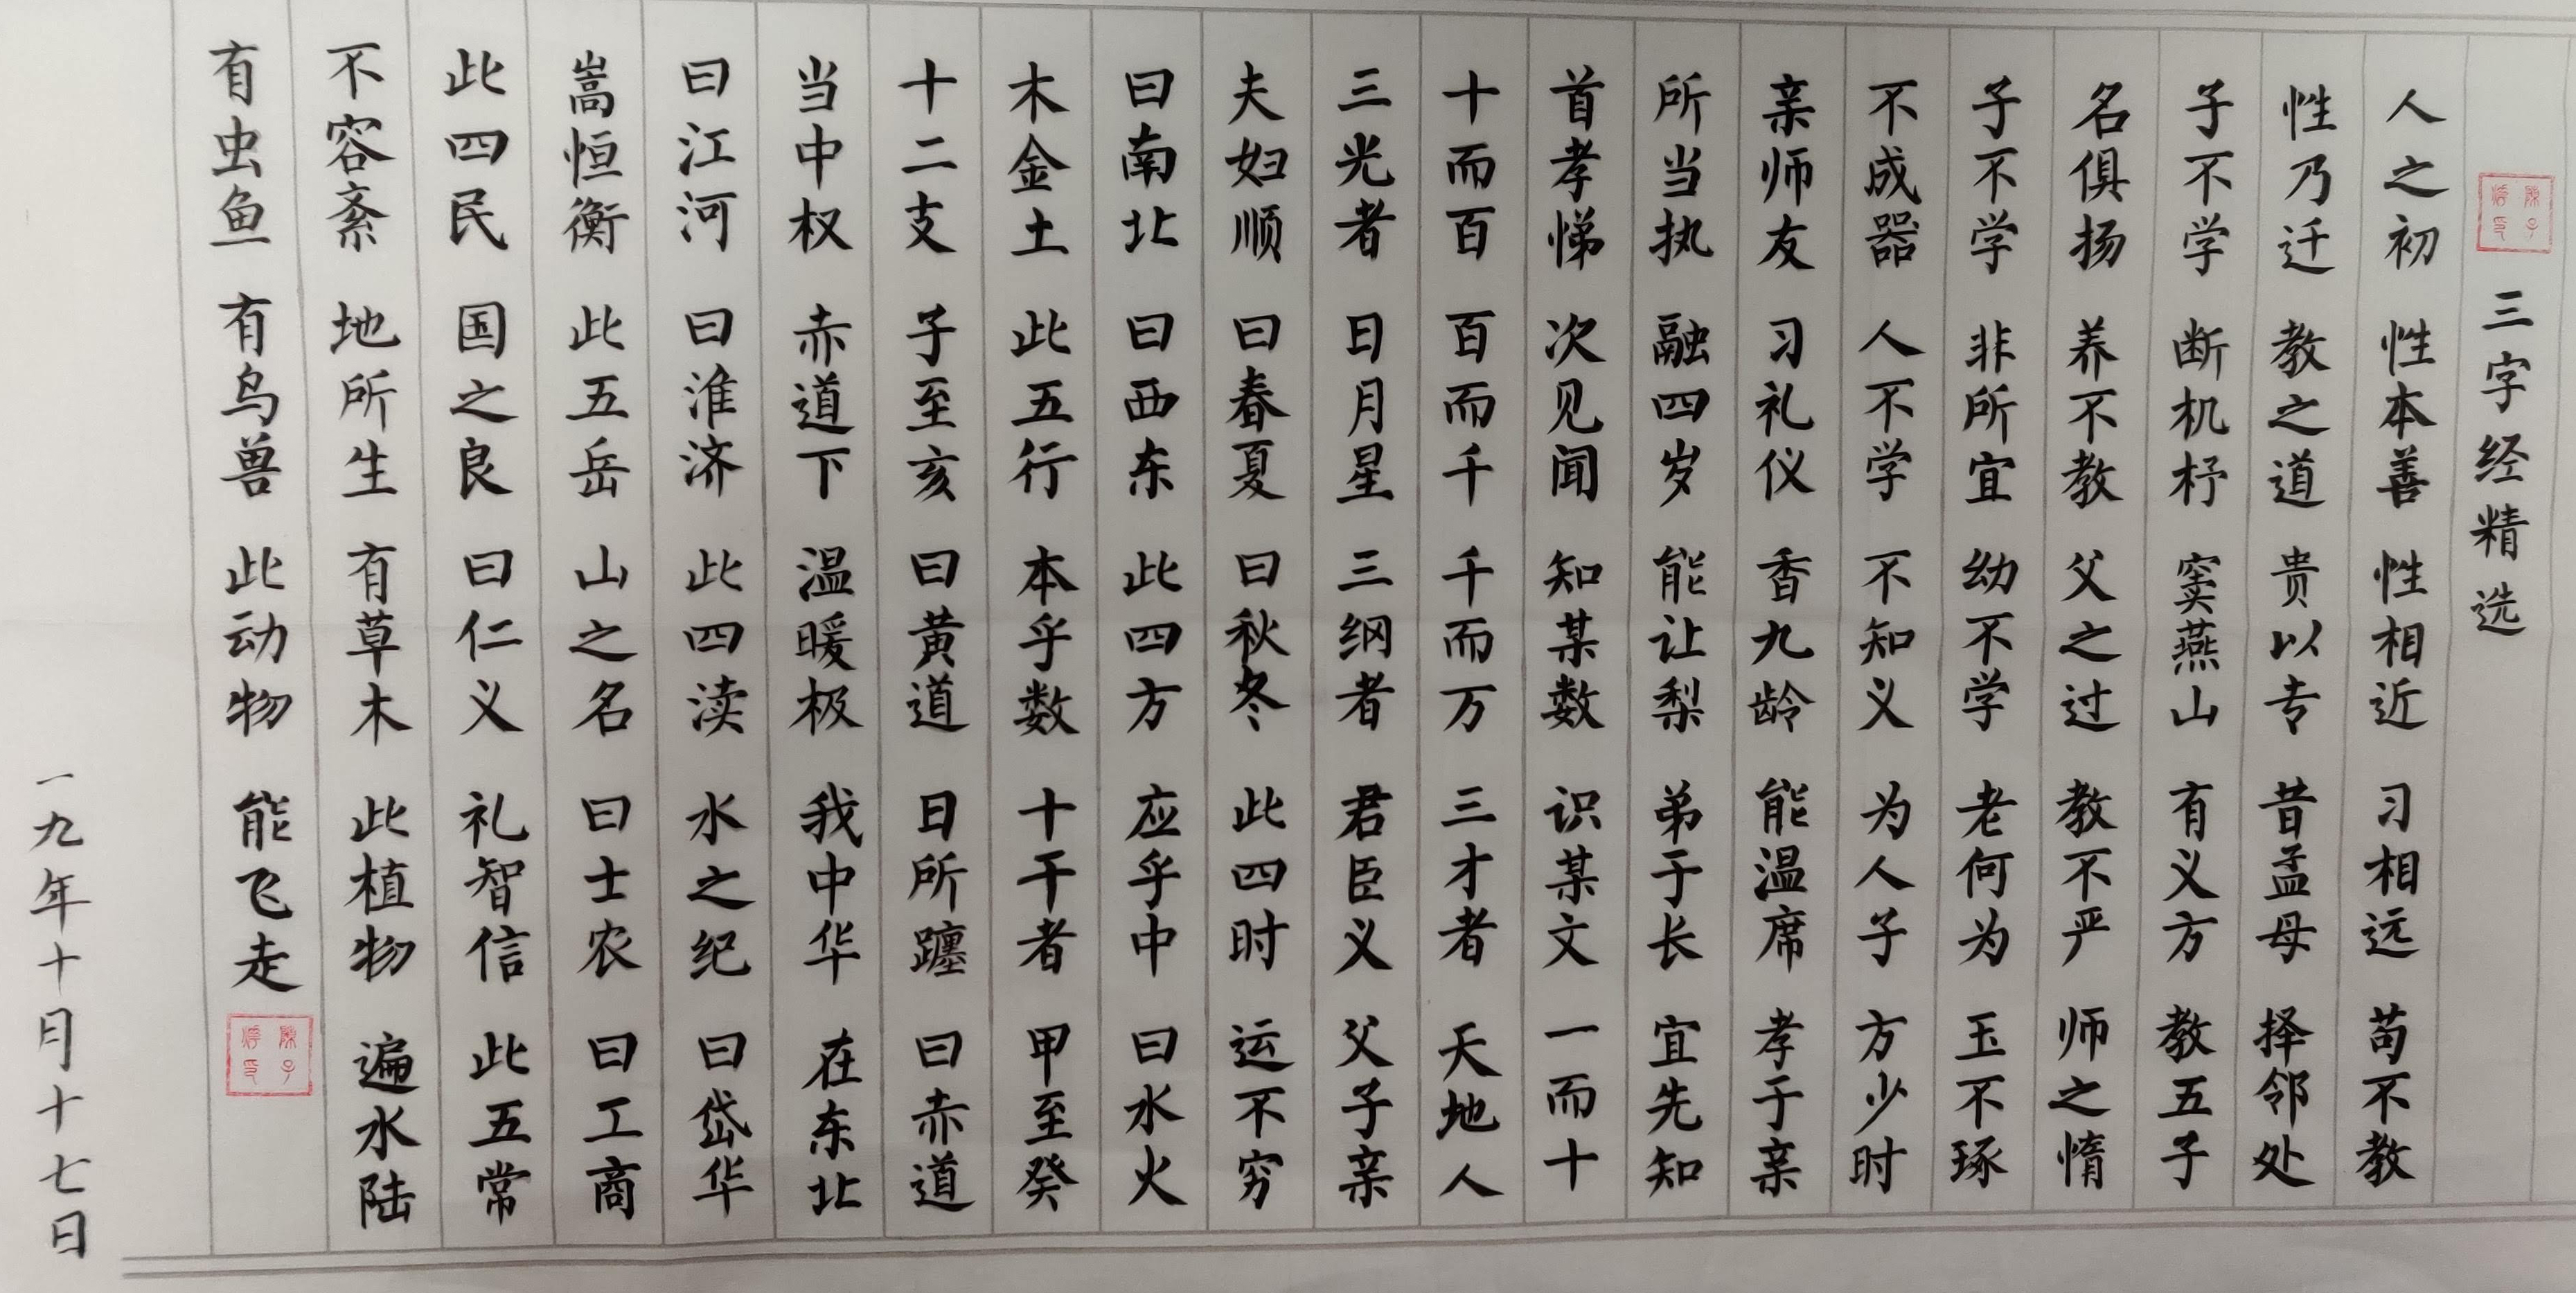 三字经精选
人之初 性本善 性相近 习相远 苟不教
性乃迁 教之道 贵以专 昔孟母 择邻处
子不学 断机杼 窦燕山 有义方 教五子
名俱扬 养不教 父之过 教不严 师之惰
子不学 非所宜 幼不学 老何为 玉不琢
不成器 人不学 不知义 为人子 方少时
亲师友 习礼仪 香九龄 能温席 孝于亲
所当执 融四岁 能让梨 弟于长 宜先知
首孝悌 次见闻 知某数 识某文 一而十
十而百 百而千 千而万 三才者 天地人
三光者 日月星 三纲者 君臣义 父子亲
夫妇顺 曰春夏 曰秋冬 此四时 运不穷
曰南北 曰西东 此四方 应乎中 曰水火
木金土 此五行 本乎数 十干者 甲至癸
十二支 子至亥 曰黄道 日所躔 曰赤道
当中权 赤道下 温暖极 我中华 在东北
曰江河 曰淮济 此四渎 水之纪 曰岱华
嵩恒衡 此五岳 山之名 曰士农 曰工商
此四民 国之良 曰仁义 礼智信 此五常
不容紊 地所生 有草木 此植物 遍水陆
有虫鱼 有鸟兽 此动物 能飞走
一九年十月十七日